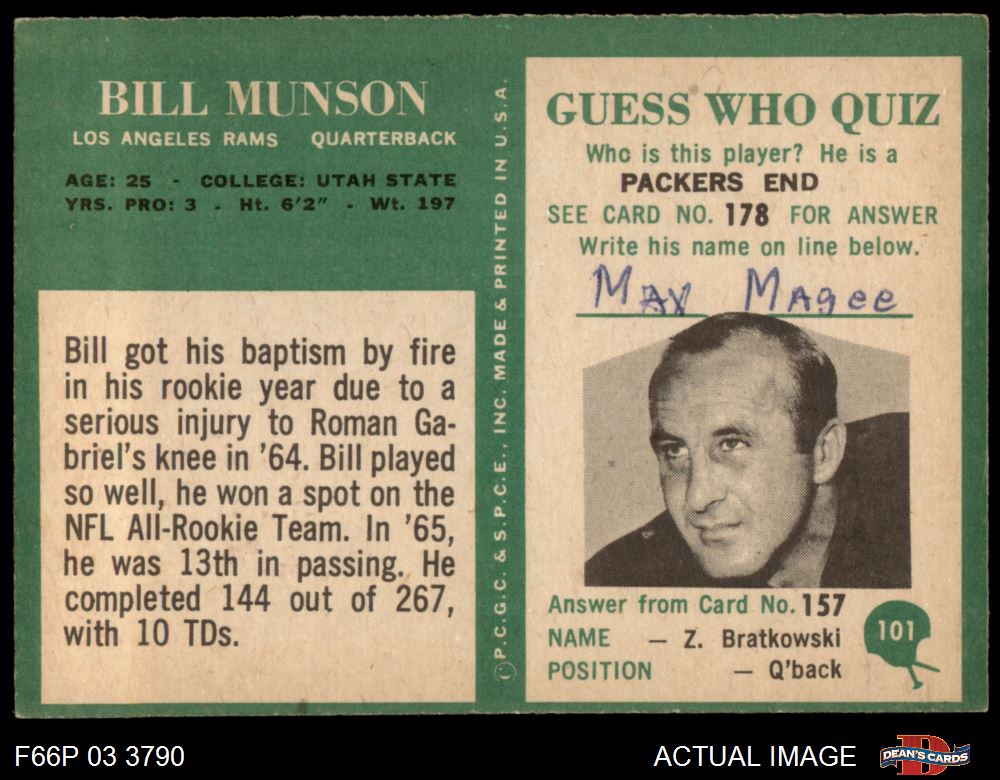 BILL MUNSON
LOS ANGELES RAMS QUARTERBACK
AGE: 25 - COLLEGE: UTAH STATE
YRS. PRO: 3 - Ht. 6'2" - Wt. 197
Bill got his baptism by fire
in his rookie year due to a
serious injury to Roman Ga-
briel's knee in '64. Bill played
so well, he won a spot on the
NFL All-Rookie Team. In '65,
he was 13th in passing. He
completed 144 out of 267,
with 10 TDs.
©P.C.G.C. & S.P.C.E., INC. MADE & PRINTED IN U.S.A.
GUESS WHO QUIZ
Who is this player? He is a
PACKERS END
SEE CARD NO. 178 FOR ANSWER
Write his name on line below.
Max Magee
Answer from Card No. 157
NAME — Z. Bratkowski
POSITION — Q'back
101
F66P 03 3790
ACTUAL IMAGE
DEAN'S CARDS